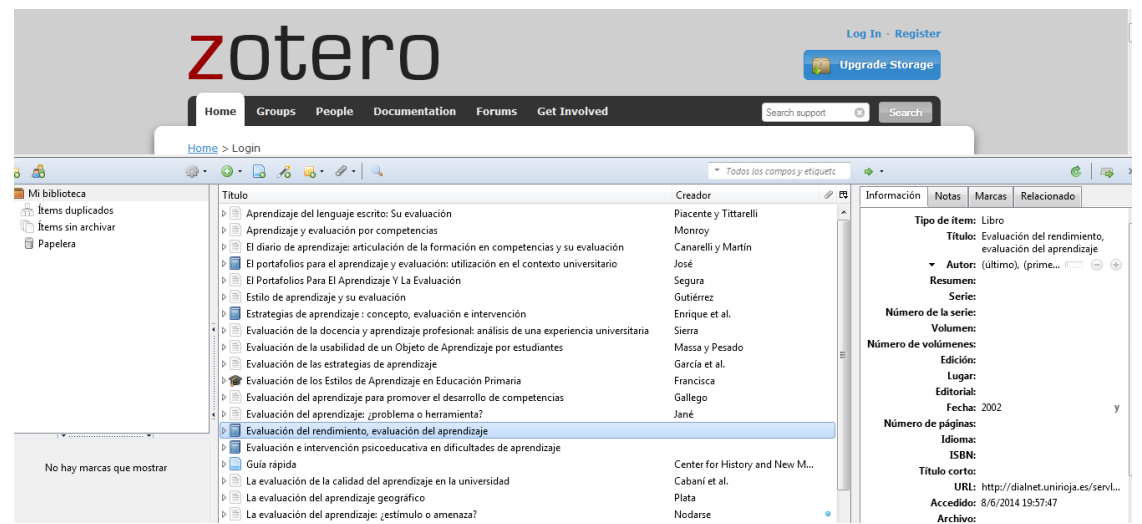 zotero
Log In · Register
Upgrade Storage
Home Groups People Documentation Forums Get Involved
Search support Search
Home > Login
Todos los campos y etiquetc
Mi biblioteca
Ítems duplicados
Ítems sin archivar
Papelera
No hay marcas que mostrar
Título Creador
Aprendizaje del lenguaje escrito: Su evaluación Piacente y Tittarelli
Aprendizaje y evaluación por competencias Monroy
El diario de aprendizaje: articulación de la formación en competencias y su evaluación Canarelli y Martín
El portafolios para el aprendizaje y evaluación: utilización en el contexto universitario José
El Portafolios Para El Aprendizaje Y La Evaluación Segura
Estilo de aprendizaje y su evaluación Gutiérrez
Estrategias de aprendizaje : concepto, evaluación e intervención Enrique et al.
Evaluación de la docencia y aprendizaje profesional: análisis de una experiencia universitaria Sierra
Evaluación de la usabilidad de un Objeto de Aprendizaje por estudiantes Massa y Pesado
Evaluación de las estrategias de aprendizaje García et al.
Evaluación de los Estilos de Aprendizaje en Educación Primaria Francisca
Evaluación del aprendizaje para promover el desarrollo de competencias Gallego
Evaluación del aprendizaje: ¿problema o herramienta? Jané
Evaluación del rendimiento, evaluación del aprendizaje
Evaluación e intervención psicoeducativa en dificultades de aprendizaje
Guía rápida Center for History and New M...
La evaluación de la calidad del aprendizaje en la universidad Cabaní et al.
La evaluación del aprendizaje geográfico Plata
La evaluación del aprendizaje: ¿estímulo o amenaza? Nodarse
Información Notas Marcas Relacionado
Tipo de ítem: Libro
Título: Evaluación del rendimiento,
evaluación del aprendizaje
Autor: (último), (prime...
Resumen:
Serie:
Número de la serie:
Volumen:
Número de volúmenes:
Edición:
Lugar:
Editorial:
Fecha: 2002 y
Número de páginas:
Idioma:
ISBN:
Título corto:
URL: http://dialnet.unirioja.es/servl...
Accedido: 8/6/2014 19:57:47
Archivo: